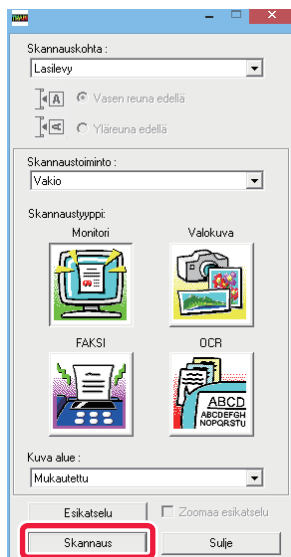 Skannauskohta :
Lasilevy
A Vasen reuna edellä
A Yläreuna edellä
Skannaustoiminto :
Vakio
Skannaustyyppi:
Monitori Valokuva
FAKSI OCR
ABCD
ABCDEFGH
NOPQRSTU
Kuva alue :
Mukautettu
Esikatselu Zoomaa esikatselu
Skannaus Sulje